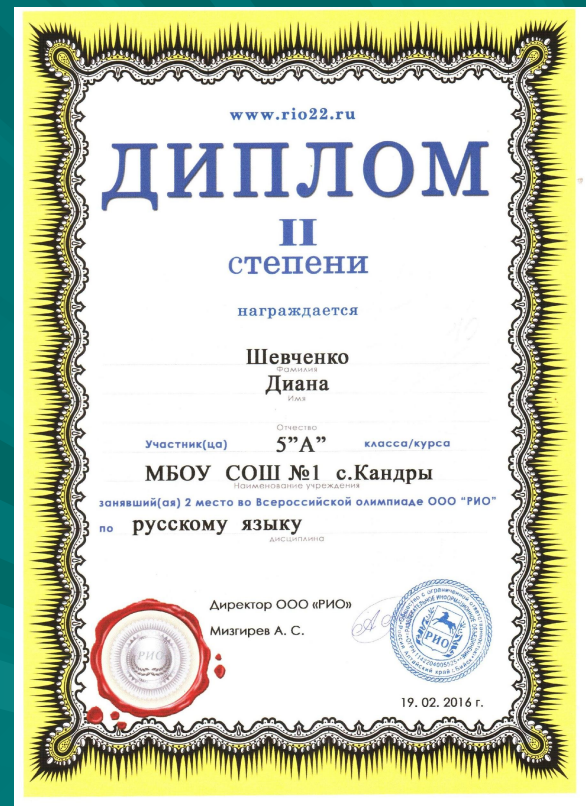 www.rio22.ru
ДИПЛОМ
II
степени
награждается
Шевченко
Фамилия
Диана
Имя
Отчество
Участник(ца) 5"А" класса/курса
МБОУ СОШ №1 с.Кандры
Наименование учреждения
занявший(ая) 2 место во Всероссийской олимпиаде ООО "РИО"
по русскому языку
дисциплина
Директор ООО «РИО»
Мизгирев А. С.
РИО
РИО
19. 02. 2016 г.